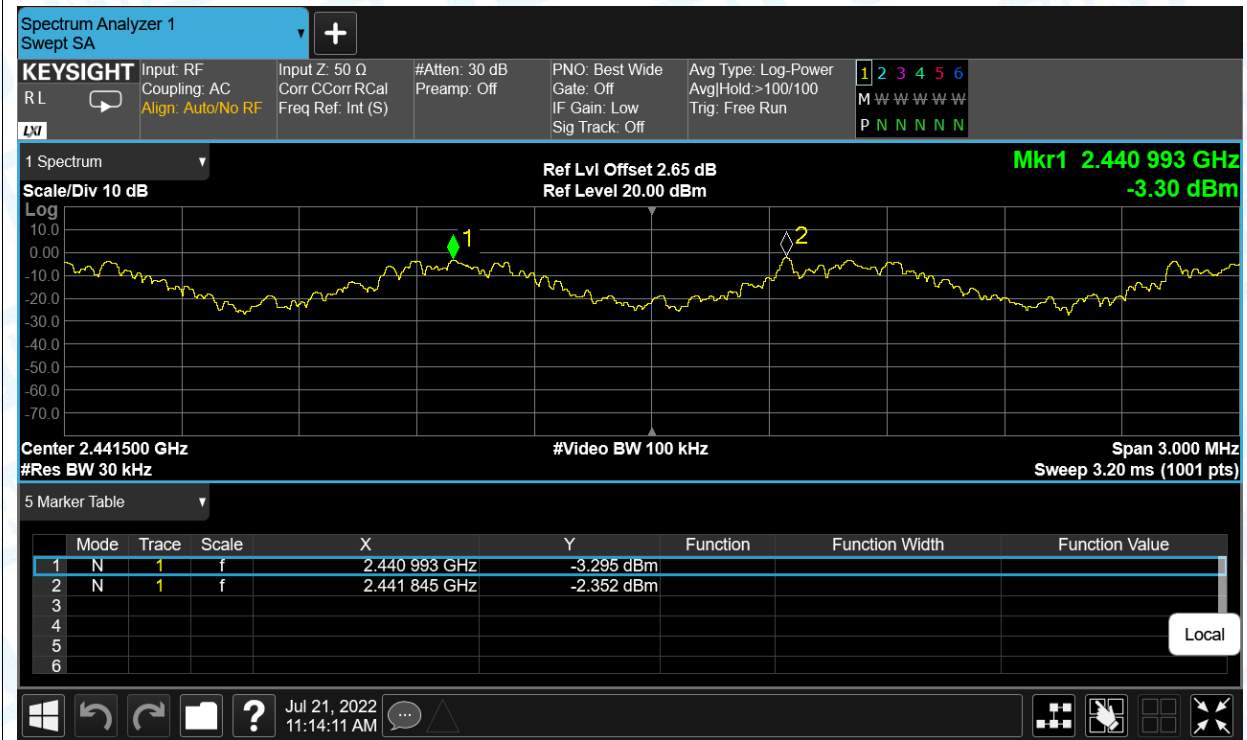 Spectrum Analyzer 1
Swept SA
KEYSIGHT
R L
LXI
Input: RF
Coupling: AC
Align: Auto/No RF
Input Z: 50 Ω
Corr CCorr RCal
Freq Ref: Int (S)
#Atten: 30 dB
Preamp: Off
PNO: Best Wide
Gate: Off
IF Gain: Low
Sig Track: Off
Avg Type: Log-Power
Avg|Hold:>100/100
Trig: Free Run
1 2 3 4 5 6
M W W W W W
P N N N N N
1 Spectrum
Scale/Div 10 dB
Ref Lvl Offset 2.65 dB
Ref Level 20.00 dBm
Mkr1 2.440 993 GHz
-3.30 dBm
Log
10.0
0.00
-10.0
-20.0
-30.0
-40.0
-50.0
-60.0
-70.0
1
2
Center 2.441500 GHz
#Res BW 30 kHz
#Video BW 100 kHz
Span 3.000 MHz
Sweep 3.20 ms (1001 pts)
5 Marker Table
Mode Trace Scale X Y Function Function Width Function Value
1 N 1 f 2.440 993 GHz -3.295 dBm
2 N 1 f 2.441 845 GHz -2.352 dBm
3
4
5
6
Local
?
Jul 21, 2022
11:14:11 AM